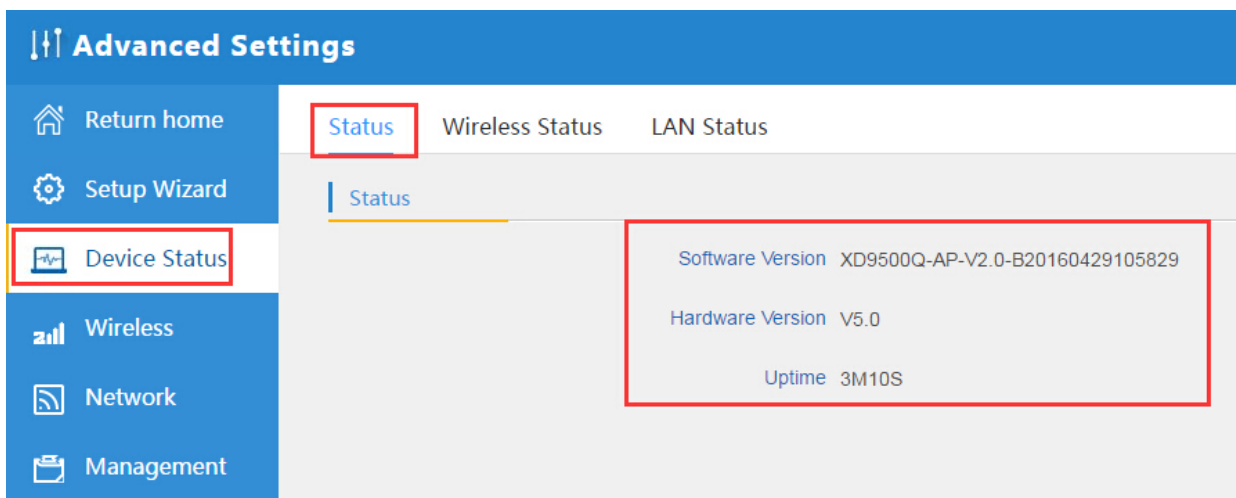 Advanced Settings
Return home
Setup Wizard
Device Status
Wireless
Network
Management
Status Wireless Status LAN Status
Status
Software Version XD9500Q-AP-V2.0-B20160429105829
Hardware Version V5.0
Uptime 3M10S